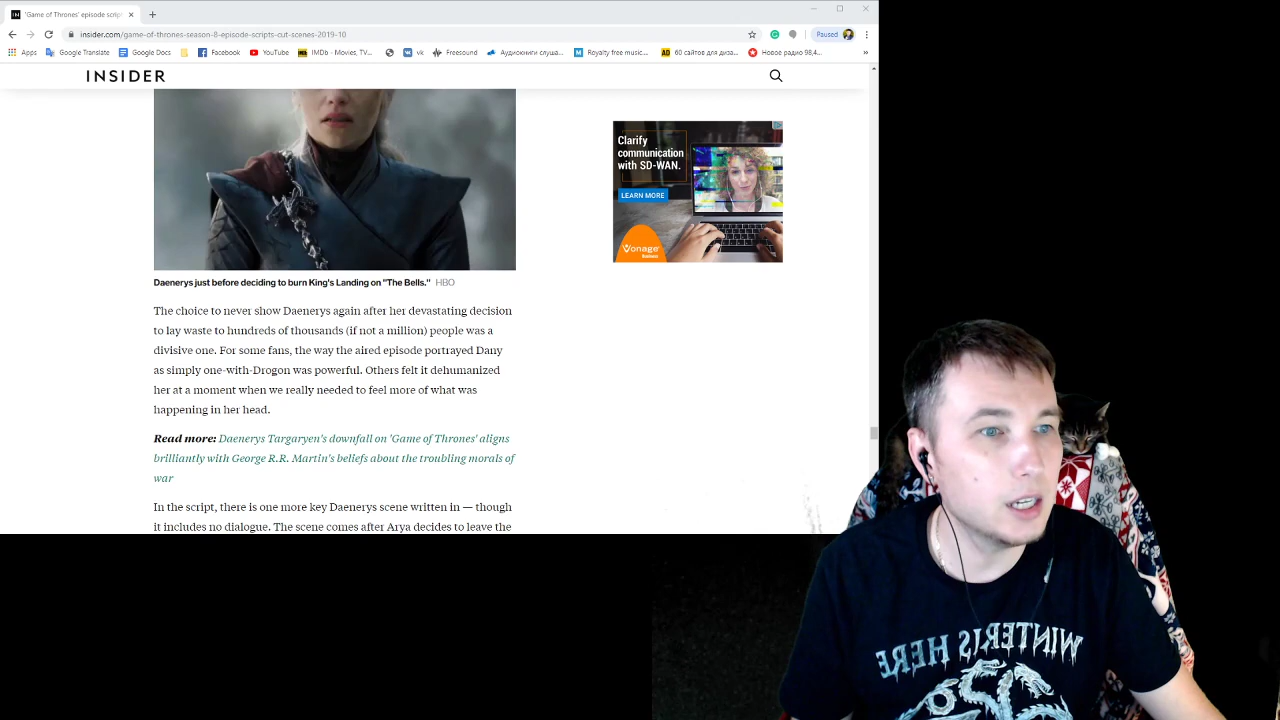 'Game of Thrones' episode scrip
insider.com/game-of-thrones-season-8-episode-scripts-cut-scenes-2019-10
Paused
Apps Google Translate Google Docs Facebook YouTube IMDb - Movies, TV... vk Freesound Аудиокниги слуша... Royalty free music... 60 сайтов для диза... Новое радио 98,4...
INSIDER
Clarify
communication
with SD-WAN.
LEARN MORE
Vonage
Business
Daenerys just before deciding to burn King's Landing on "The Bells." HBO
The choice to never show Daenerys again after her devastating decision
to lay waste to hundreds of thousands (if not a million) people was a
divisive one. For some fans, the way the aired episode portrayed Dany
as simply one-with-Drogon was powerful. Others felt it dehumanized
her at a moment when we really needed to feel more of what was
happening in her head.
Read more: Daenerys Targaryen's downfall on 'Game of Thrones' aligns
brilliantly with George R.R. Martin's beliefs about the troubling morals of
war
In the script, there is one more key Daenerys scene written in — though
it includes no dialogue. The scene comes after Arya decides to leave the
WINTER IS HERE